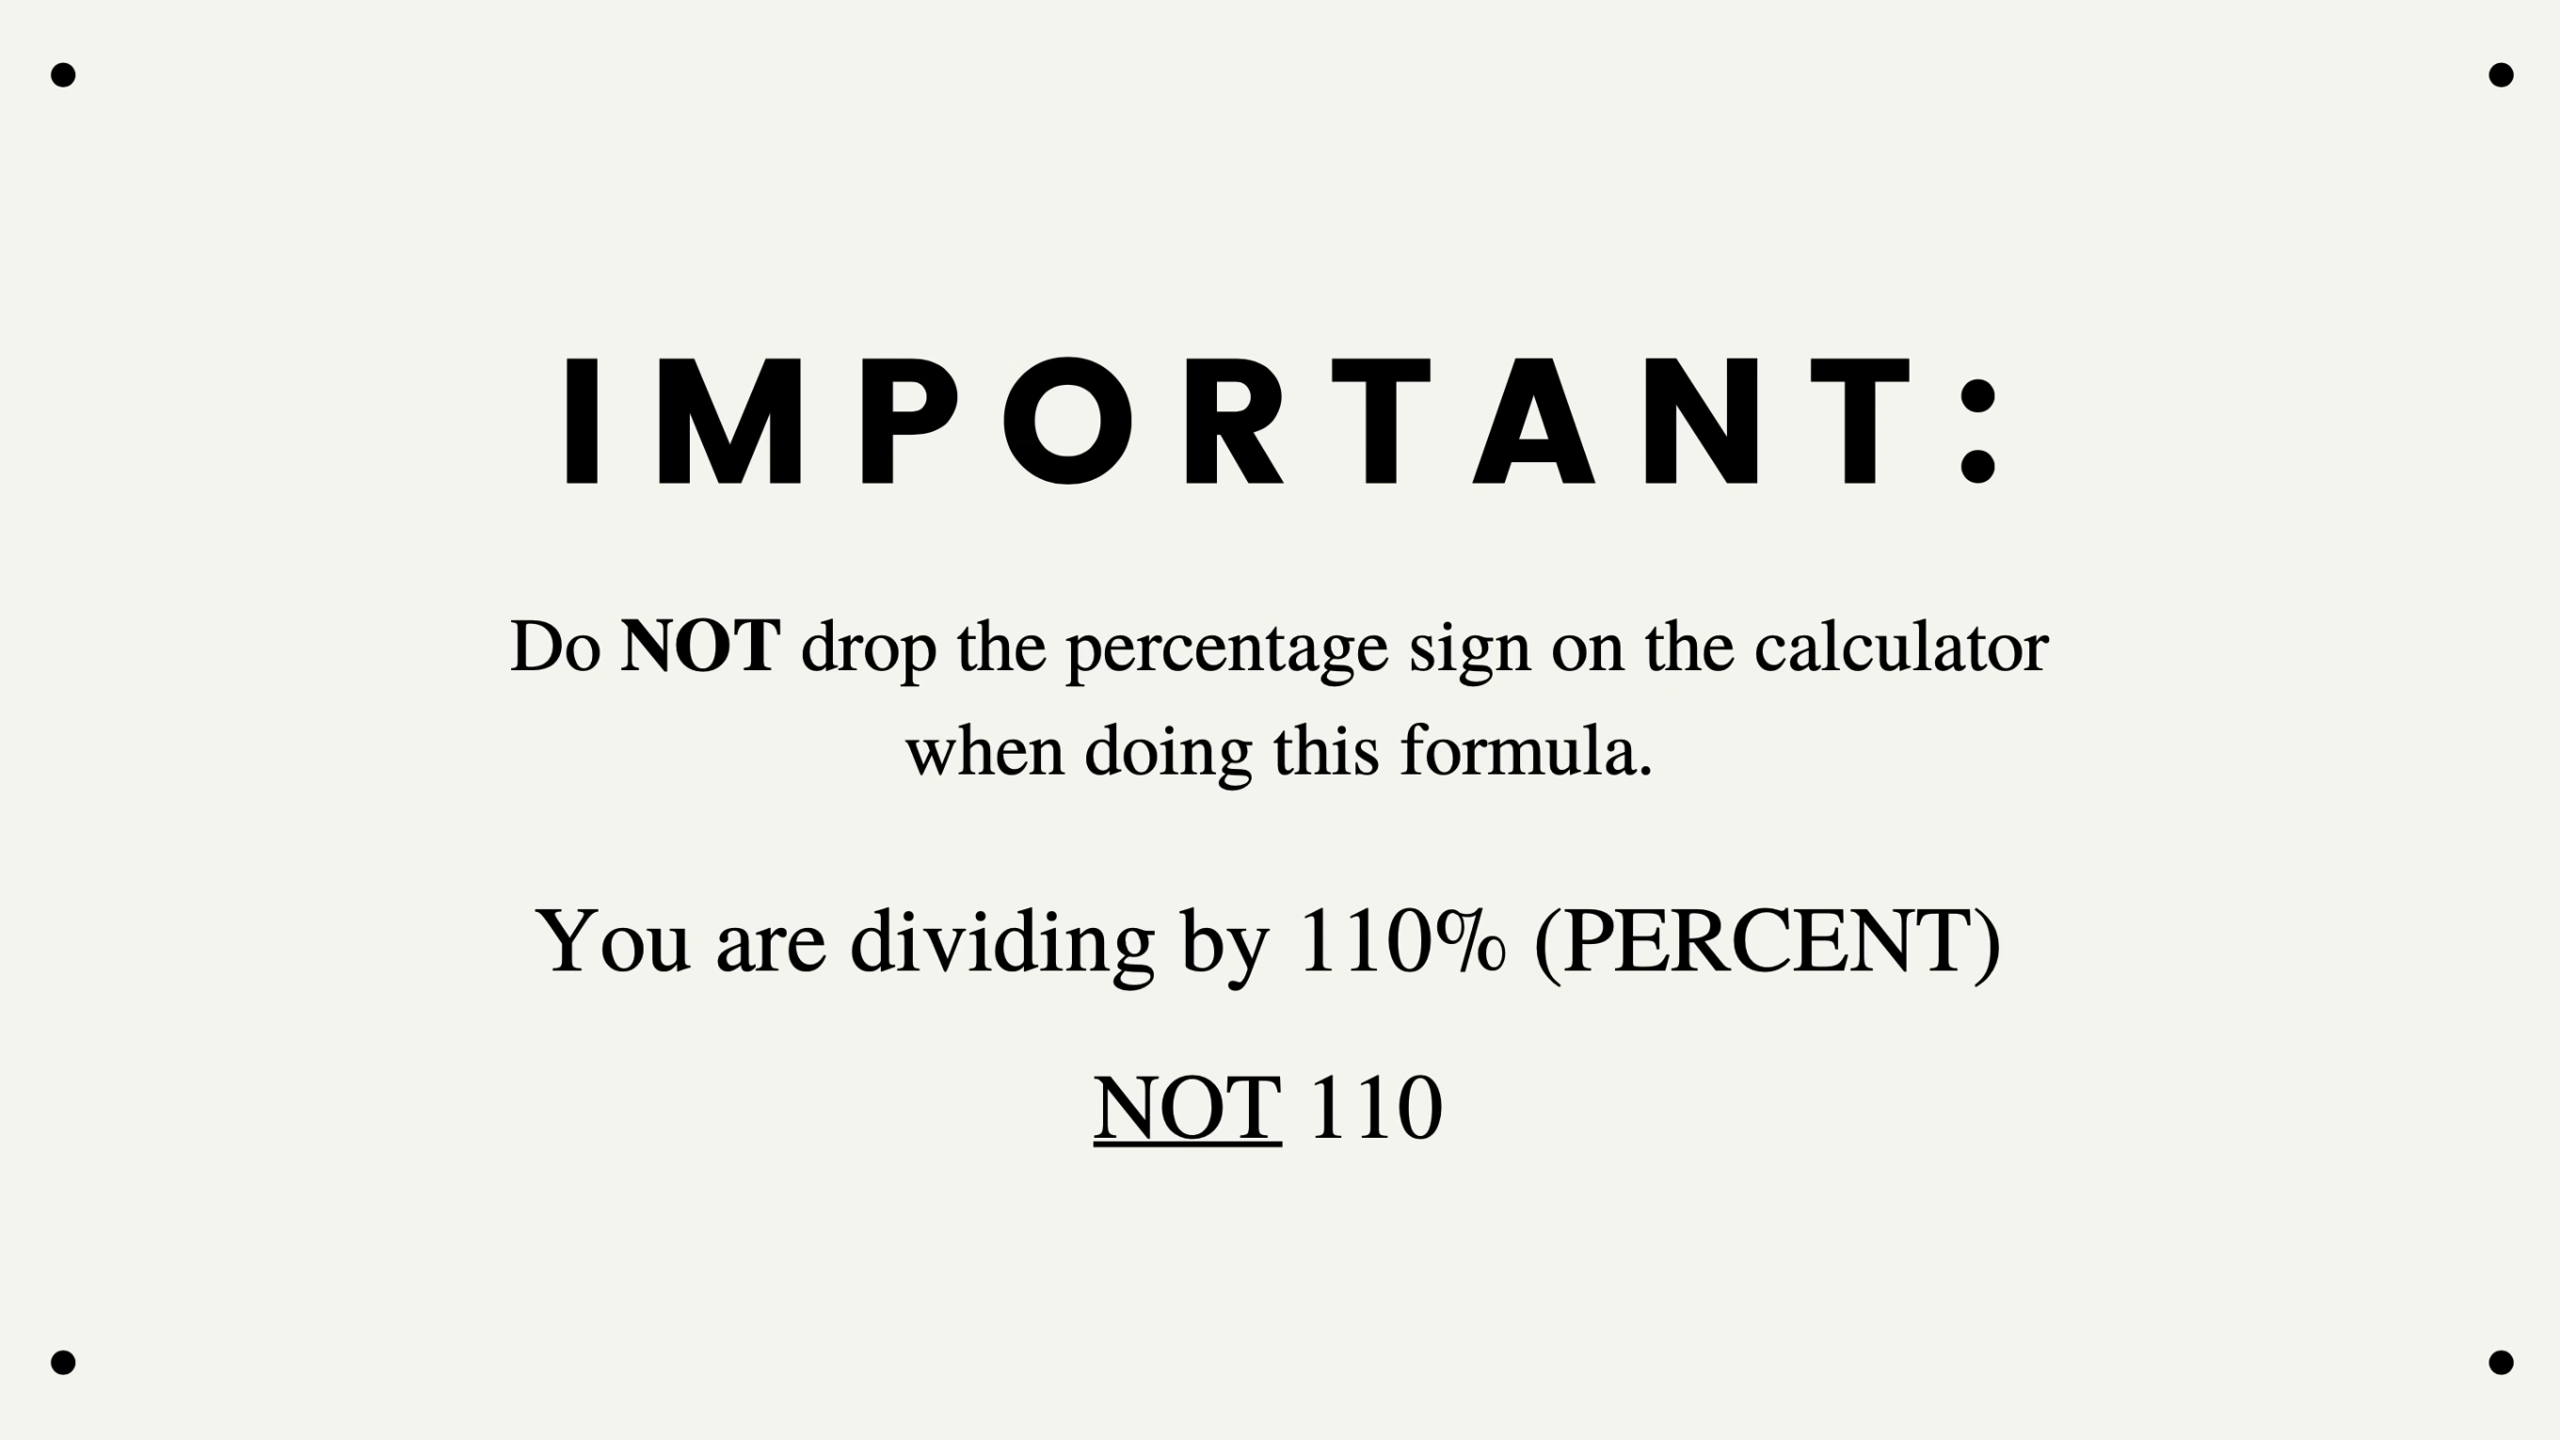 IMPORTANT:
Do NOT drop the percentage sign on the calculator
when doing this formula.
You are dividing by 110% (PERCENT)
NOT 110